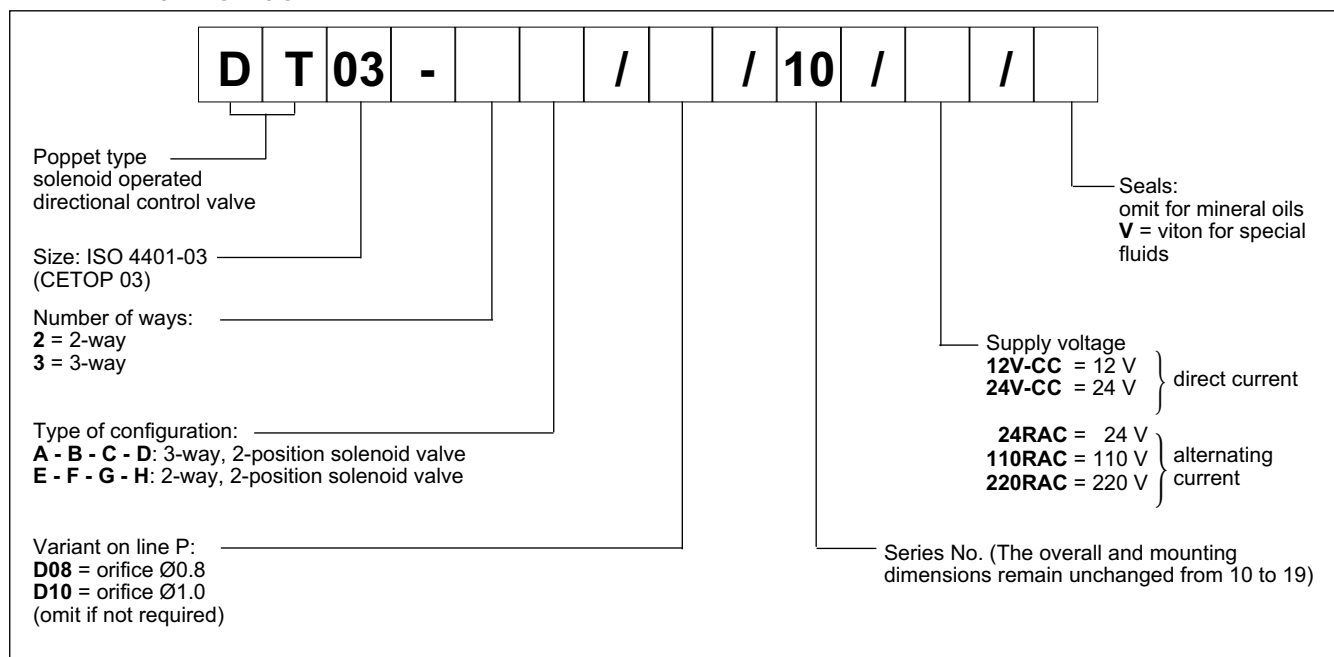 D T 03 - / / 10 / /
Poppet type
solenoid operated
directional control valve
Size: ISO 4401-03
(CETOP 03)
Number of ways:
2 = 2-way
3 = 3-way
Type of configuration:
A - B - C - D: 3-way, 2-position solenoid valve
E - F - G - H: 2-way, 2-position solenoid valve
Variant on line P:
D08 = orifice Ø0.8
D10 = orifice Ø1.0
(omit if not required)
Seals:
omit for mineral oils
V = viton for special
fluids
Supply voltage
12V-CC = 12 V
24V-CC = 24 V
direct current
24RAC = 24 V
110RAC = 110 V
220RAC = 220 V
alternating
current
Series No. (The overall and mounting
dimensions remain unchanged from 10 to 19)